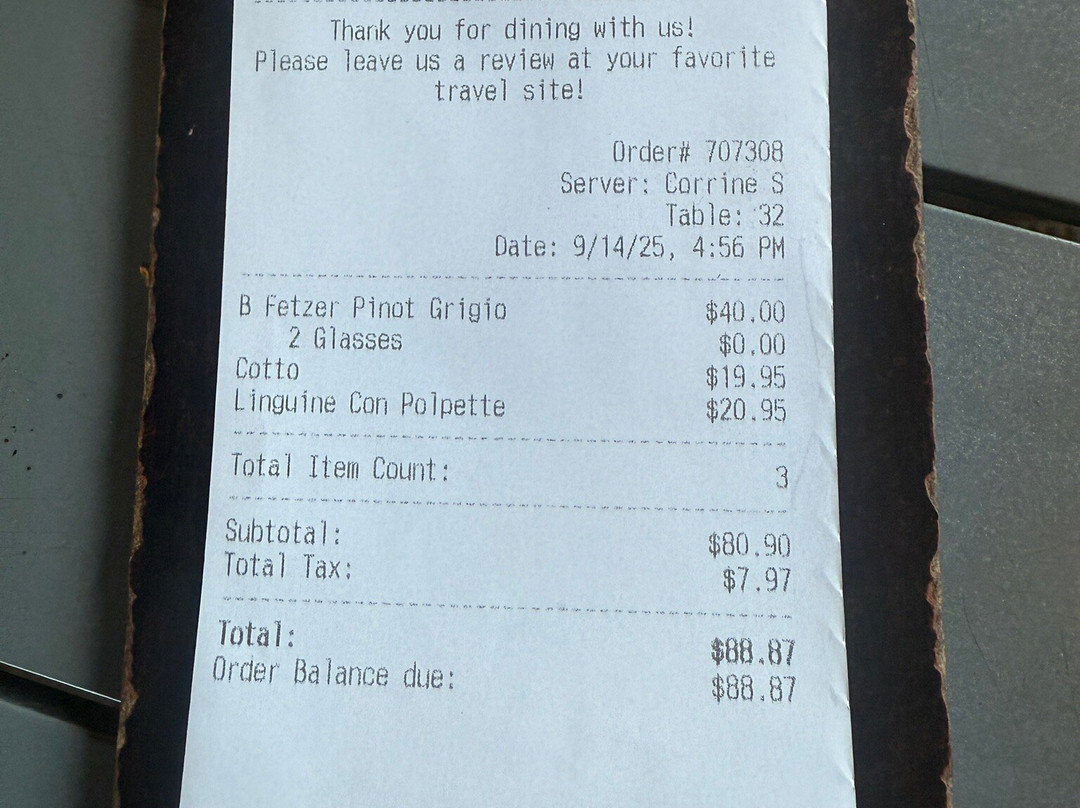 Thank you for dining with us!
Please leave us a review at your favorite
travel site!
Order# 707308
Server: Corrine S
Table: 32
Date: 9/14/25, 4:56 PM
B Fetzer Pinot Grigio $40.00
2 Glasses $0.00
Cotto $19.95
Linguine Con Polpette $20.95
Total Item Count: 3
Subtotal: $80.90
Total Tax: $7.97
Total: $88.87
Order Balance due: $88.87